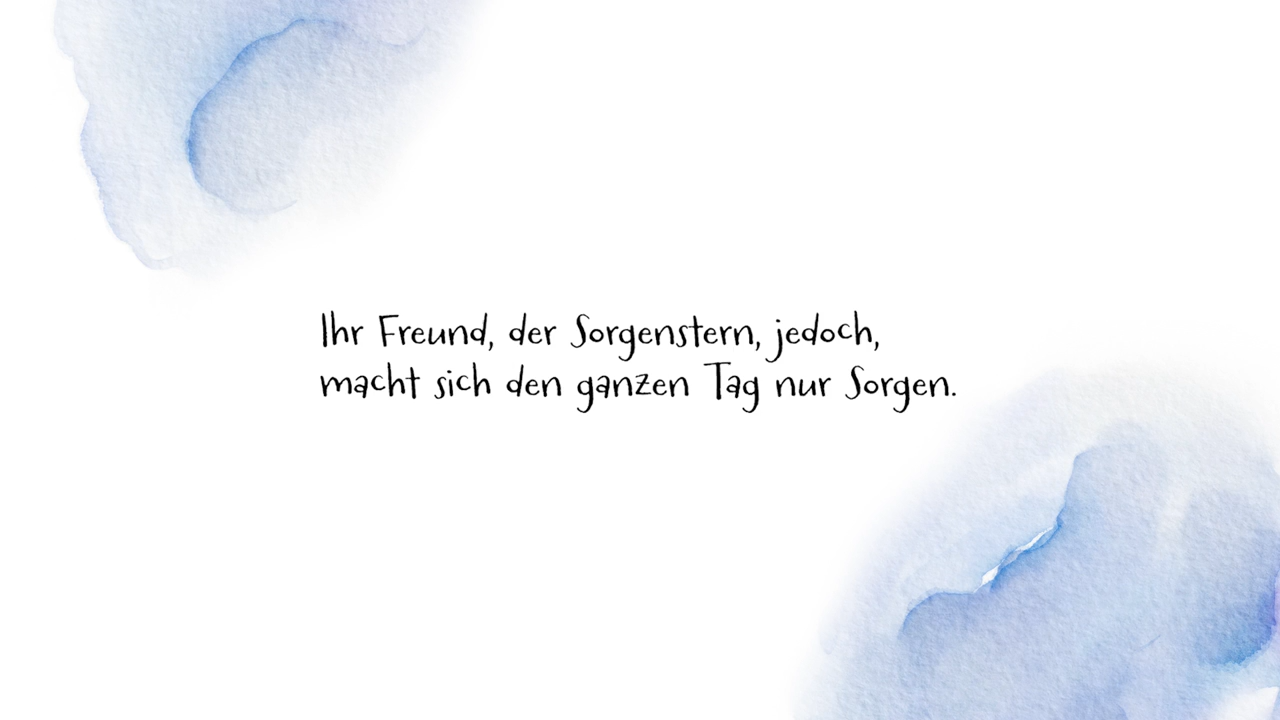 Ihr Freund, der Sorgenstern, jedoch,
macht sich den ganzen Tag nur Sorgen.